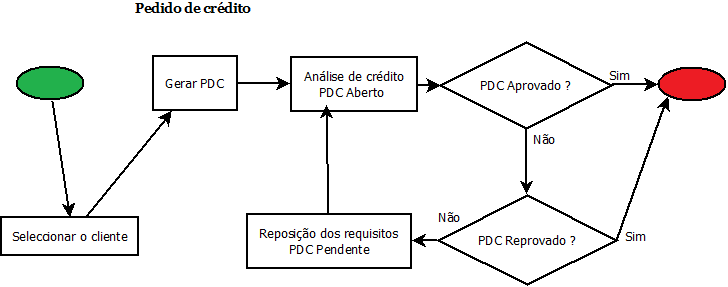 Pedido de crédito
Gerar PDC
Análise de crédito
PDC Aberto
PDC Aprovado ?
Sim
Não
Seleccionar o cliente
Reposição dos requisitos
PDC Pendente
Não
PDC Reprovado ?
Sim